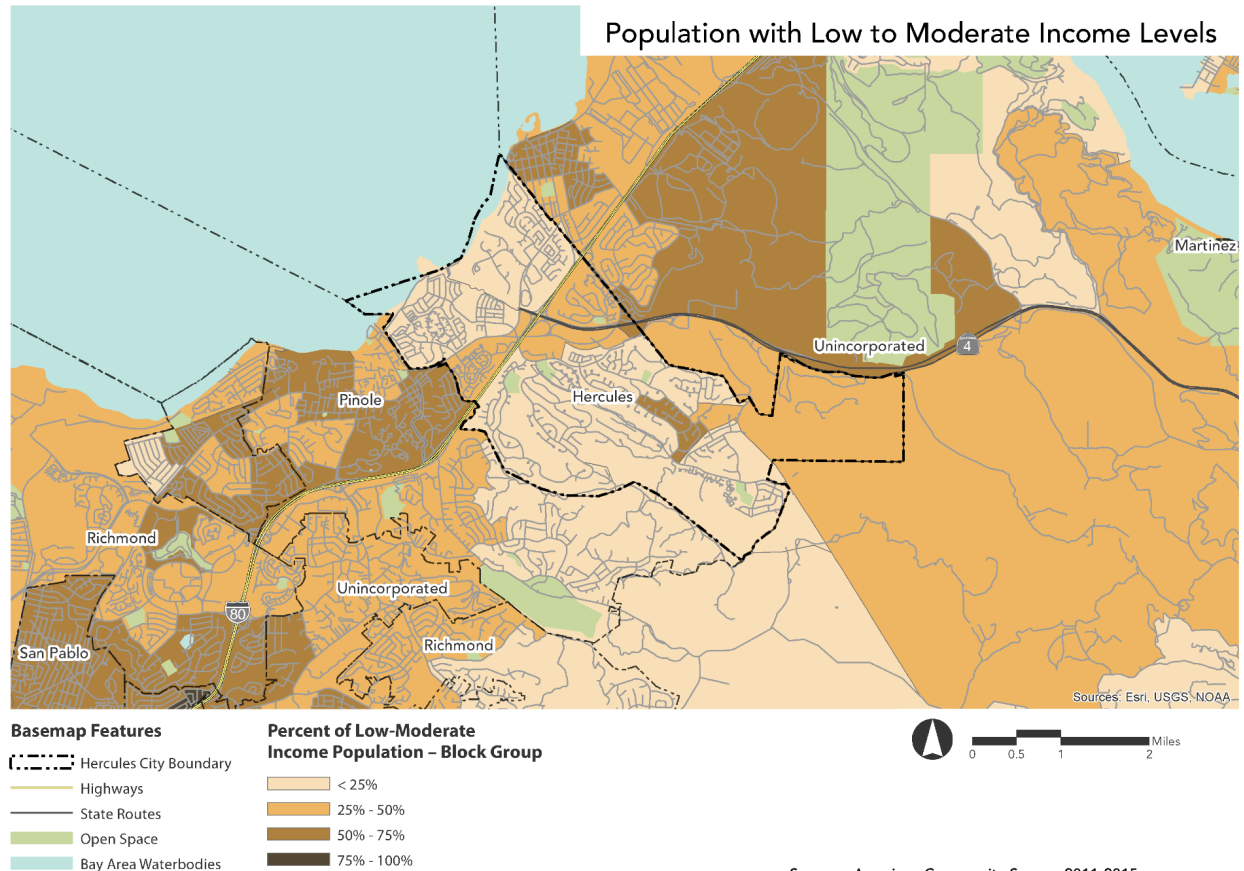 Population with Low to Moderate Income Levels
Martinez
Unincorporated
4
Hercules
Pinole
Richmond
Unincorporated
80
Richmond
San Pablo
Sources: Esri, USGS, NOAA
Basemap Features
Hercules City Boundary
Highways
State Routes
Open Space
Bay Area Waterbodies
Percent of Low-Moderate
Income Population – Block Group
< 25%
25% - 50%
50% - 75%
75% - 100%
0 0.5 1 2 Miles